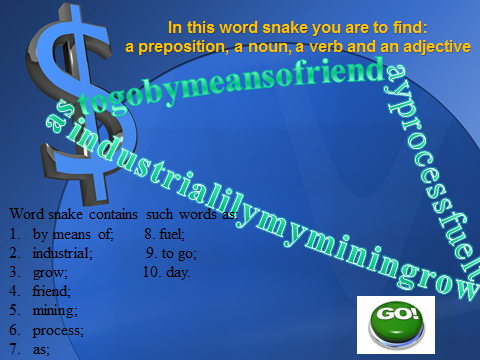 In this word snake you are to find:
a preposition, a noun, a verb and an adjective
togobymeansofriend
ayprocessfuelt
as industrialilymyminingrow
Word snake contains such words as:
1. by means of; 8. fuel;
2. industrial; 9. to go;
3. grow; 10. day.
4. friend;
5. mining;
6. process;
7. as;
GO!